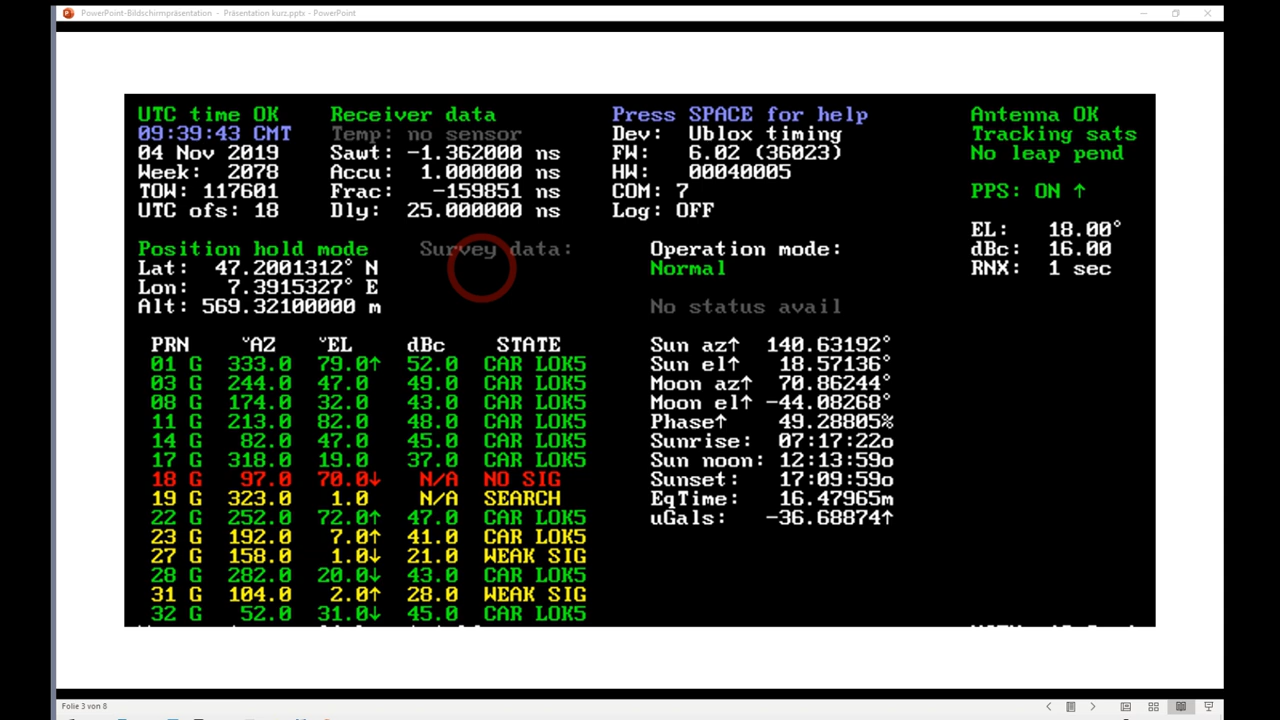 PowerPoint-Bildschirmpräsentation - Präsentation kurz.pptx - PowerPoint
UTC time OK Receiver data Press SPACE for help Antenna OK
09:39:43 CMT Temp: no sensor Dev: Ublox timing Tracking sats
04 Nov 2019 Sawt: -1.362000 ns FW: 6.02 (36023) No leap pend
Week: 2078 Accu: 1.000000 ns HW: 00040005
TOW: 117601 Frac: -159851 ns COM: 7 PPS: ON ↑
UTC ofs: 18 Dly: 25.000000 ns Log: OFF
EL: 18.00°
Position hold mode Survey data: Operation mode: dBc: 16.00
Lat: 47.2001312° N Normal RNX: 1 sec
Lon: 7.3915327° E
Alt: 569.32100000 m No status avail
PRN ˇAZ ˇEL dBc STATE Sun az↑ 140.63192°
01 G 333.0 79.0↑ 52.0 CAR LOK5 Sun el↑ 18.57136°
03 G 244.0 47.0 49.0 CAR LOK5 Moon az↑ 70.86244°
08 G 174.0 32.0 43.0 CAR LOK5 Moon el↑ -44.08268°
11 G 213.0 82.0 48.0 CAR LOK5 Phase↑ 49.28805%
14 G 82.0 47.0 45.0 CAR LOK5 Sunrise: 07:17:22o
17 G 318.0 19.0 37.0 CAR LOK5 Sun noon: 12:13:59o
18 G 97.0 70.0↓ N/A NO SIG Sunset: 17:09:59o
19 G 323.0 1.0 N/A SEARCH EqTime: 16.47965m
22 G 252.0 72.0↑ 47.0 CAR LOK5 uGals: -36.68874↑
23 G 192.0 7.0↑ 41.0 CAR LOK5
27 G 158.0 1.0↓ 21.0 WEAK SIG
28 G 282.0 20.0↓ 43.0 CAR LOK5
31 G 104.0 2.0↑ 28.0 WEAK SIG
32 G 52.0 31.0↓ 45.0 CAR LOK5
Folie 3 von 8